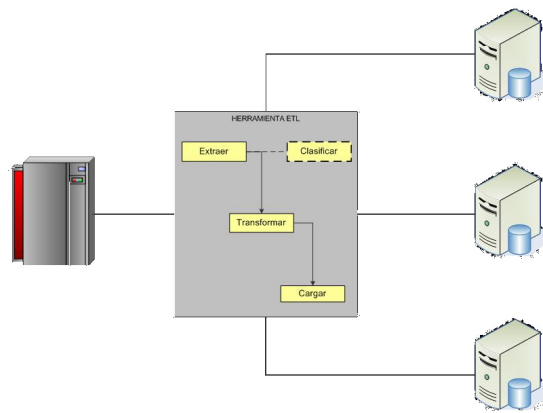 HERRAMIENTA ETL
Extraer
Clasificar
Transformar
Cargar